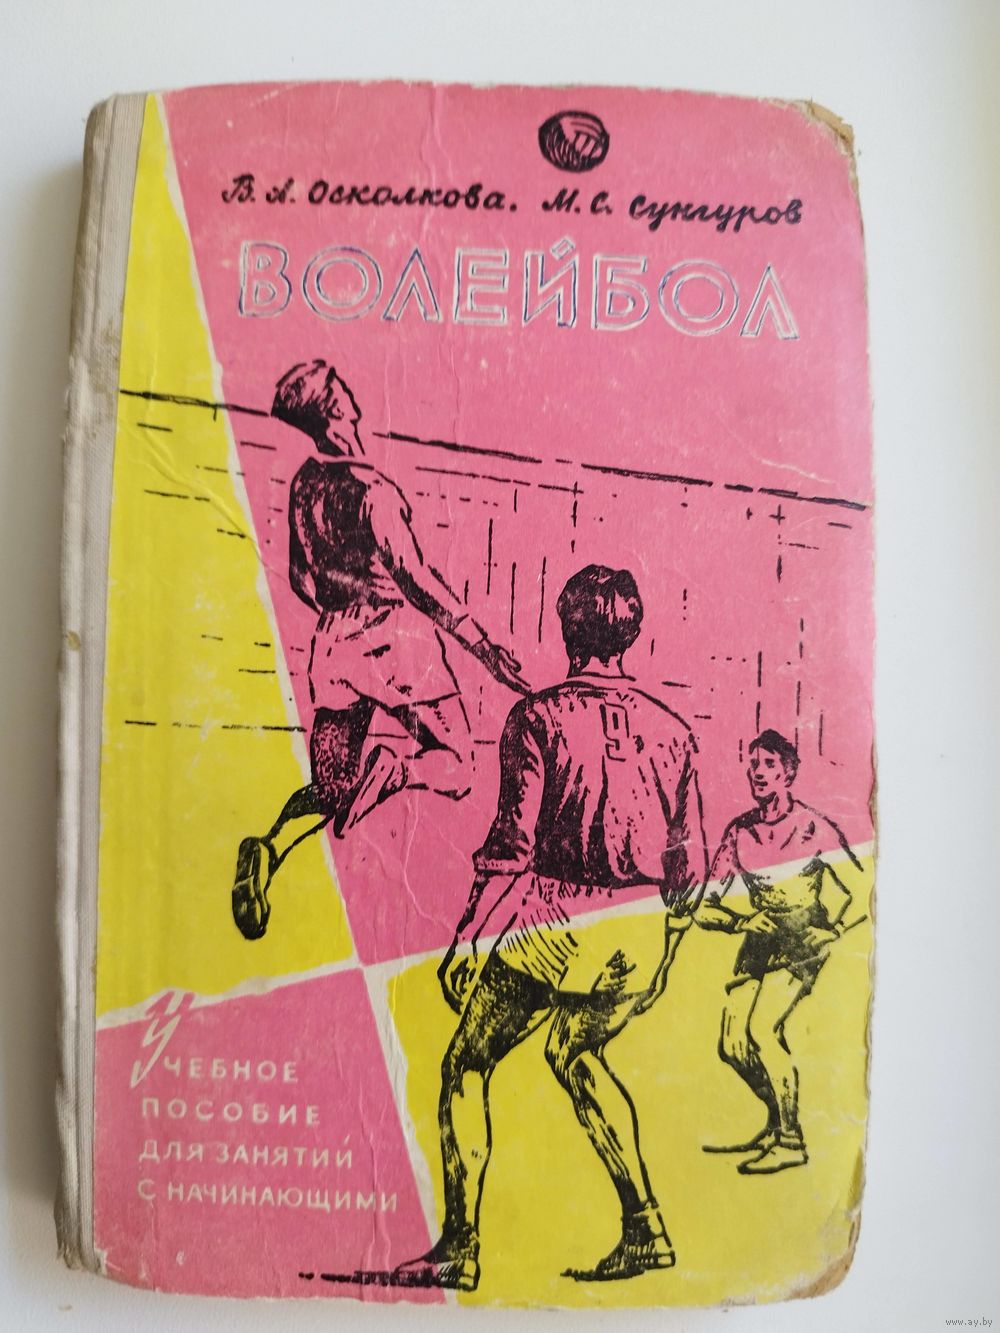 В. А. Осколкова. М. С. Сунгуров
ВОЛЕЙБОЛ
9
УЧЕБНОЕ
ПОСОБИЕ
ДЛЯ ЗАНЯТИЙ
С НАЧИНАЮЩИМИ
www.ay.by